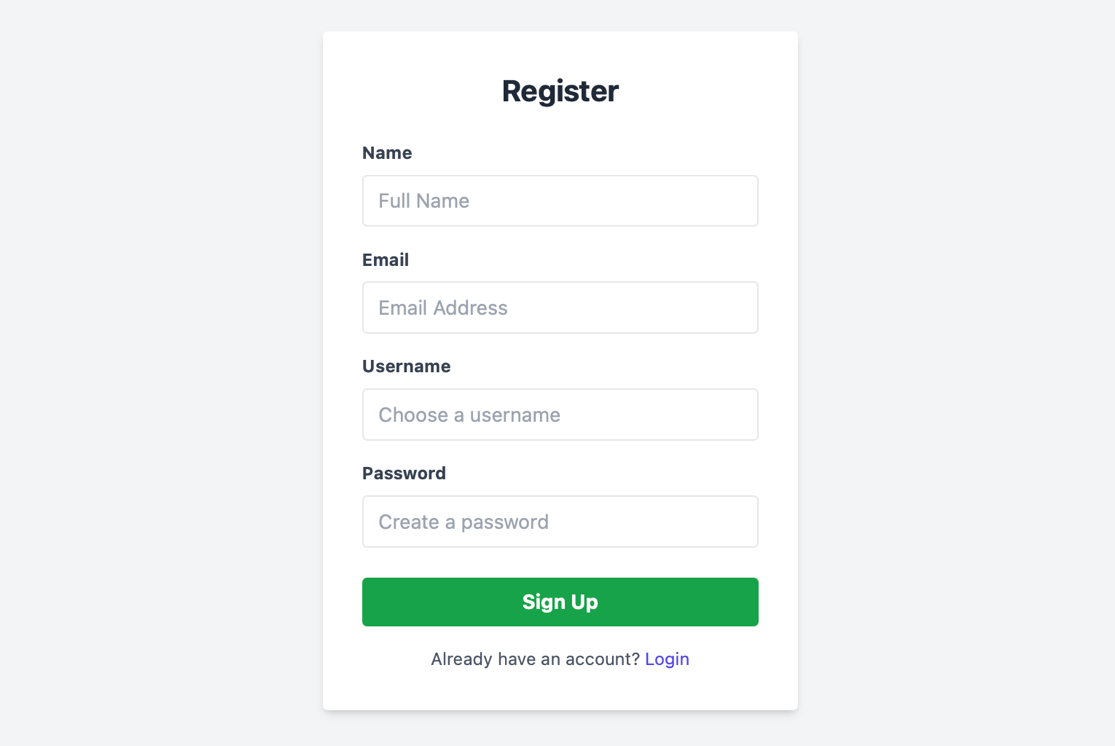 Register
Name
Full Name
Email
Email Address
Username
Choose a username
Password
Create a password
Sign Up
Already have an account? Login